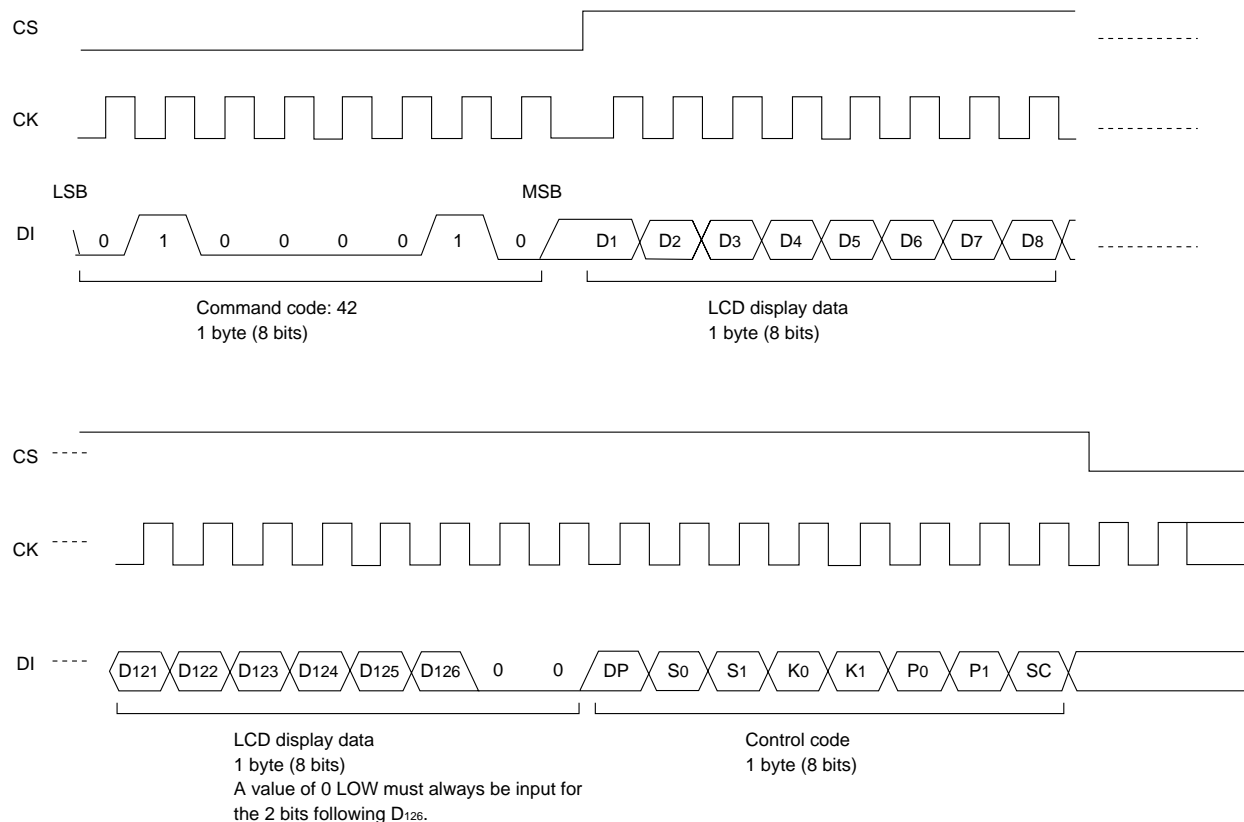 CS
CK
LSB MSB
DI 0 1 0 0 0 0 1 0 D1 D2 D3 D4 D5 D6 D7 D8
Command code: 42
1 byte (8 bits)
LCD display data
1 byte (8 bits)
CS
CK
DI D121 D122 D123 D124 D125 D126 0 0 DP S0 S1 K0 K1 P0 P1 SC
LCD display data
1 byte (8 bits)
A value of 0 LOW must always be input for
the 2 bits following D126.
Control code
1 byte (8 bits)